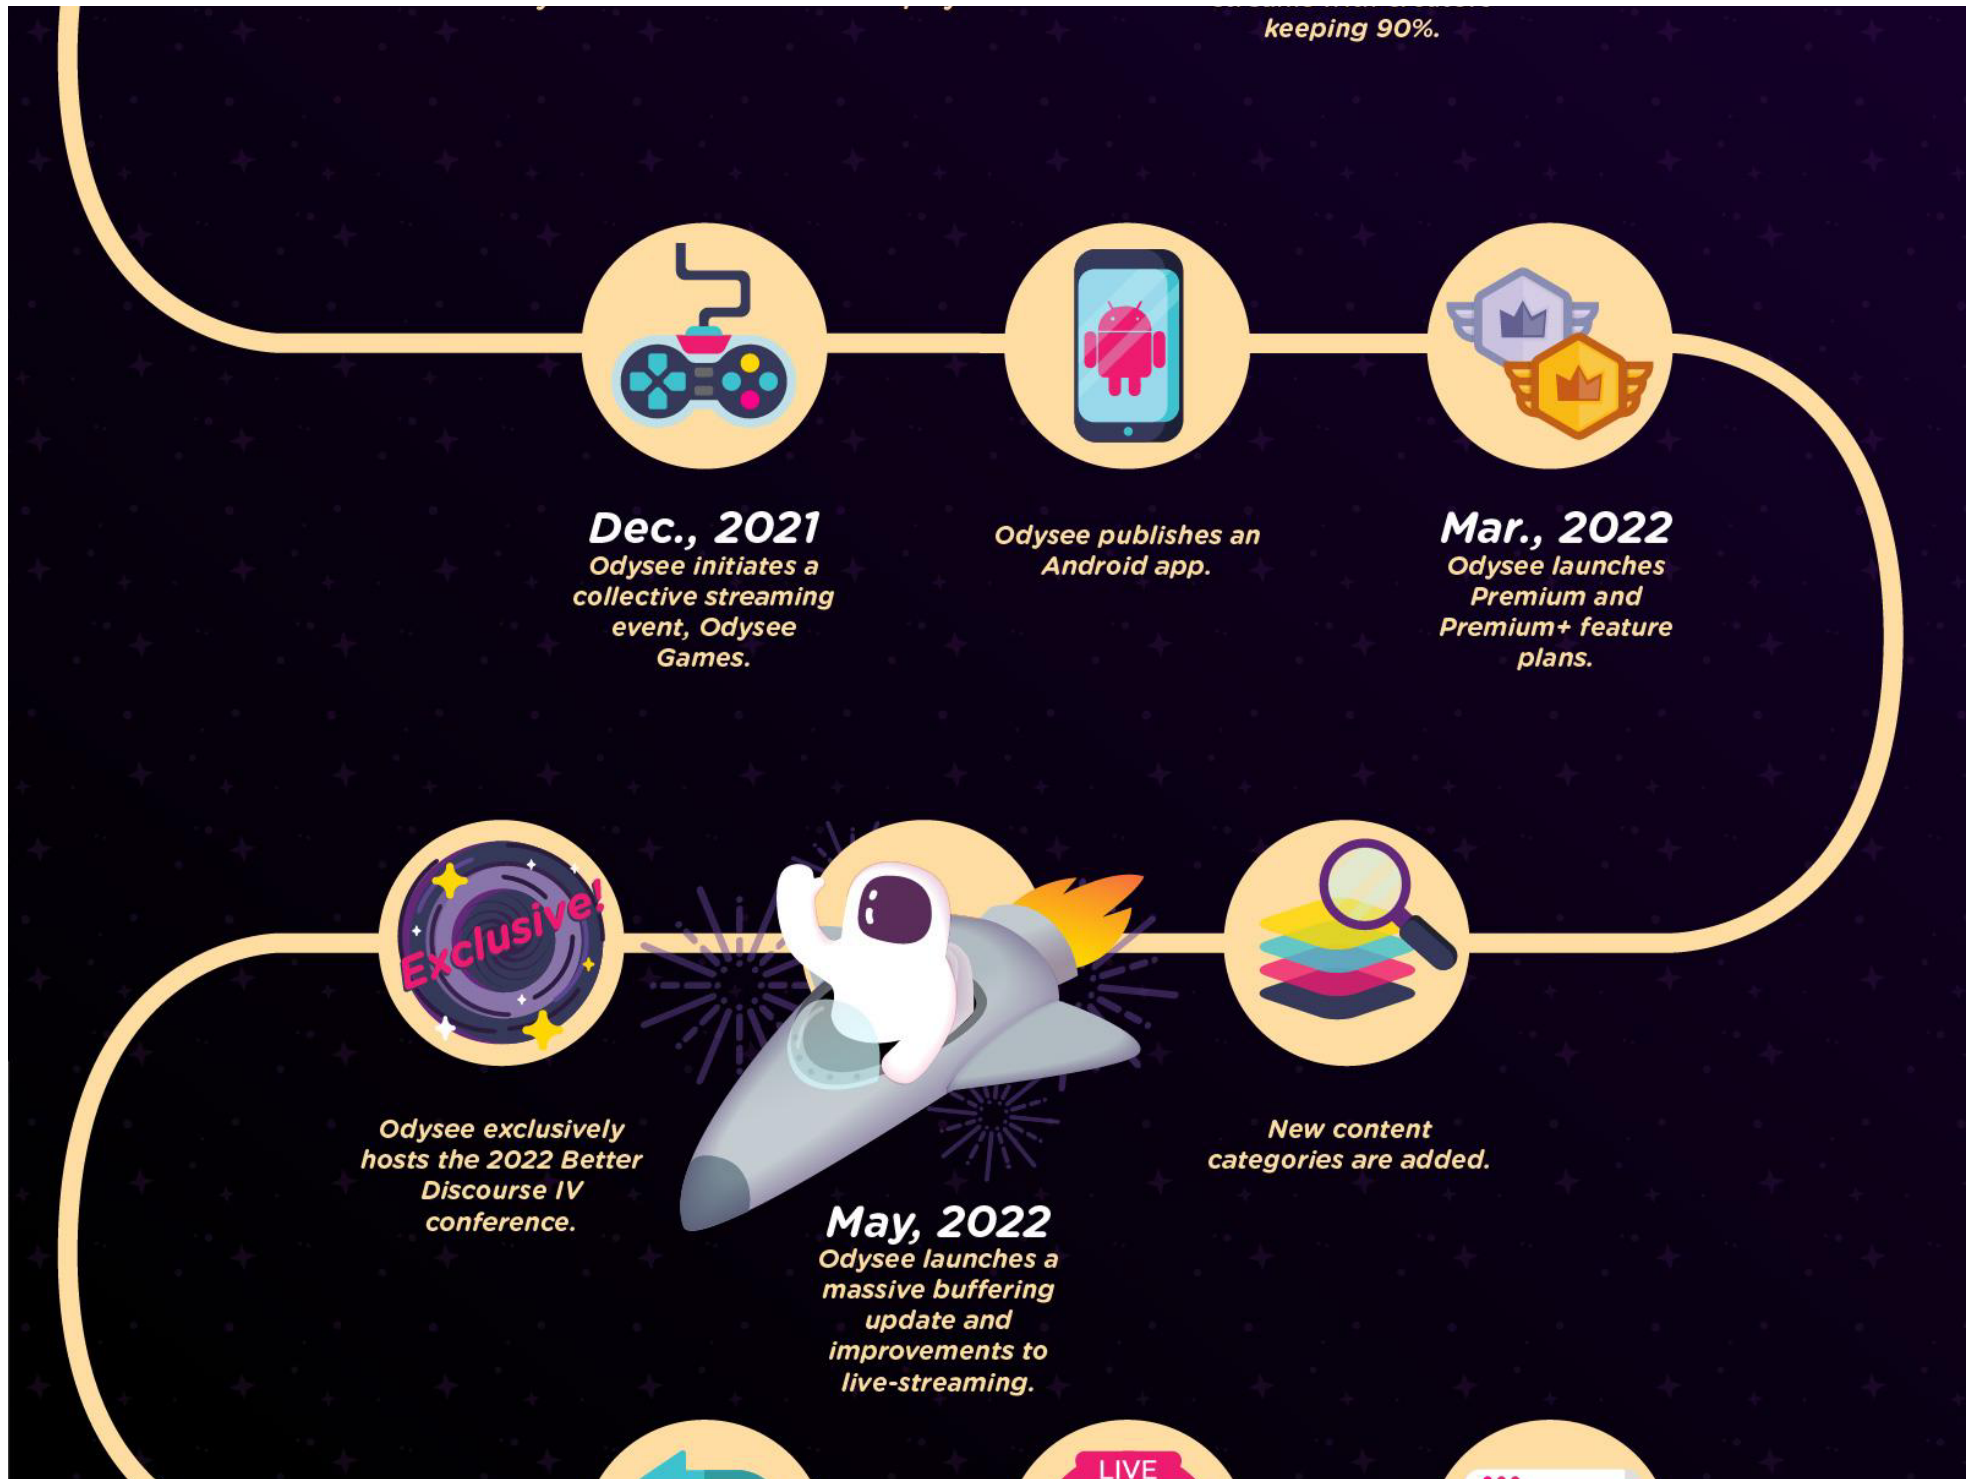 keeping 90%.
Dec., 2021
Odysee initiates a
collective streaming
event, Odysee
Games.
Odysee publishes an
Android app.
Mar., 2022
Odysee launches
Premium and
Premium+ feature
plans.
Exclusive!
Odysee exclusively
hosts the 2022 Better
Discourse IV
conference.
May, 2022
Odysee launches a
massive buffering
update and
improvements to
live-streaming.
New content
categories are added.
LIVE